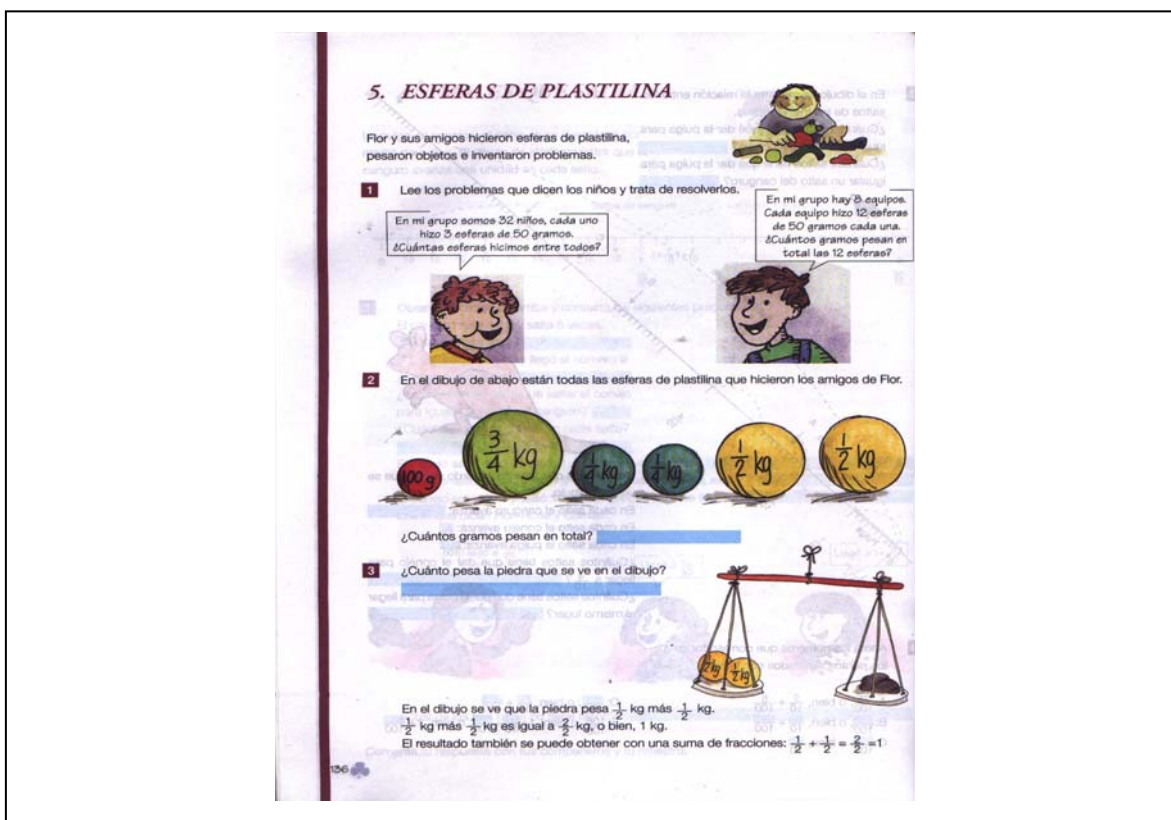 5. ESFERAS DE PLASTILINA
Flor y sus amigos hicieron esferas de plastilina,
pesaron objetos e inventaron problemas.
1 Lee los problemas que dicen los niños y trata de resolverlos.
En mi grupo somos 32 niños, cada uno
hizo 3 esferas de 50 gramos.
¿Cuántas esferas hicimos entre todos?
En mi grupo hay 8 equipos.
Cada equipo hizo 12 esferas
de 50 gramos cada una.
¿Cuántos gramos pesan en
total las 12 esferas?
2 En el dibujo de abajo están todas las esferas de plastilina que hicieron los amigos de Flor.
100 g
3/4 kg
1/4 kg
1/4 kg
1/2 kg
1/2 kg
¿Cuántos gramos pesan en total?
3 ¿Cuánto pesa la piedra que se ve en el dibujo?
1/2 kg
1/2 kg
En el dibujo se ve que la piedra pesa 1/2 kg más 1/2 kg.
1/2 kg más 1/2 kg es igual a 2/2 kg, o bien, 1 kg.
El resultado también se puede obtener con una suma de fracciones: 1/2 + 1/2 = 2/2 =1
136